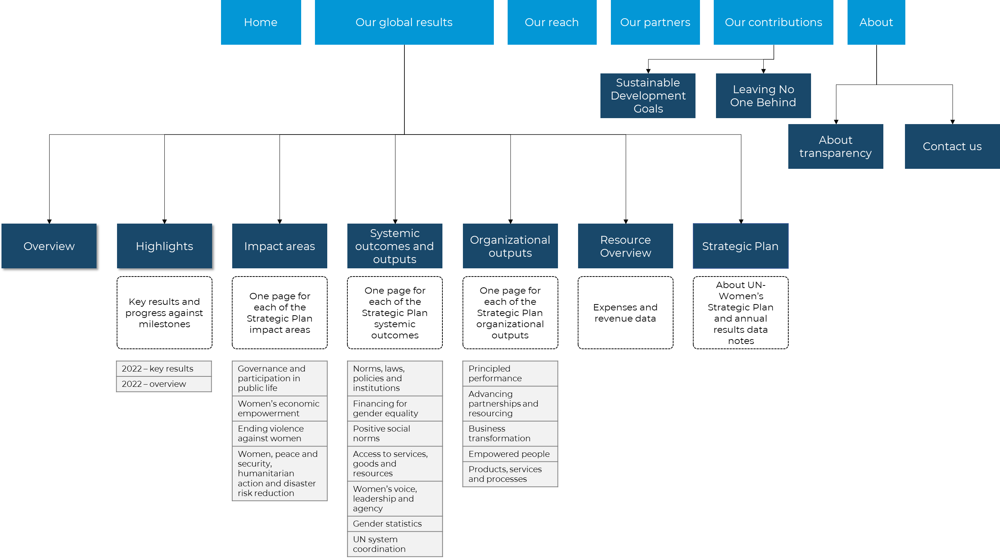 Home
Our global results
Our reach
Our partners
Our contributions
About
Sustainable
Development
Goals
Leaving No
One Behind
About
transparency
Contact us
Overview
Highlights
Impact areas
Systemic
outcomes and
outputs
Organizational
outputs
Resource
Overview
Strategic Plan
Key results and
progress against
milestones
One page for
each of the
Strategic Plan
impact areas
One page for
each of the
Strategic Plan
systemic
outcomes
One page for
each of the
Strategic Plan
organizational
outputs
Expenses and
revenue data
About UN-
Women’s
Strategic Plan
and annual
results data
notes
2022 – key results
2022 – overview
Governance and
participation in
public life
Women’s economic
empowerment
Ending violence
against women
Women, peace and
security,
humanitarian
action and disaster
risk reduction
Norms, laws,
policies and
institutions
Financing for
gender equality
Positive social
norms
Access to services,
goods and
resources
Women’s voice,
leadership and
agency
Gender statistics
UN system
coordination
Principled
performance
Advancing
partnerships and
resourcing
Business
transformation
Empowered people
Products, services
and processes